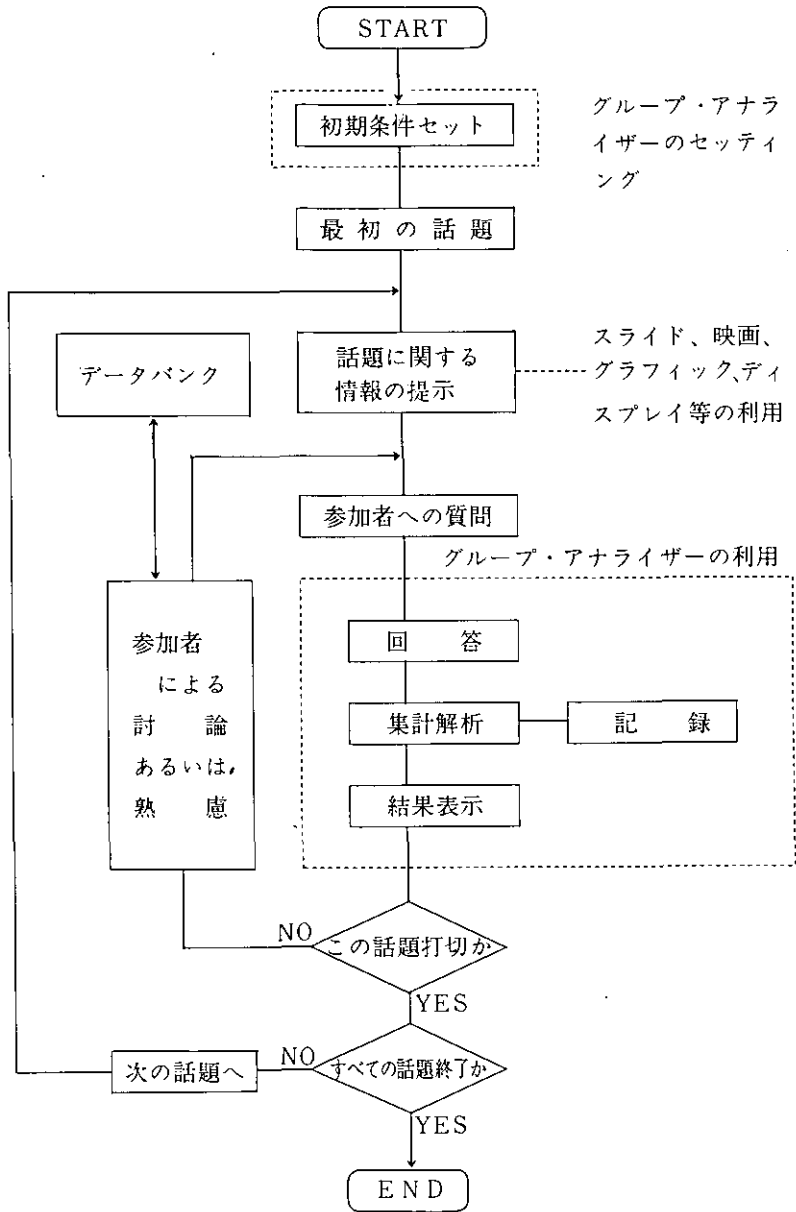 START
初期条件セット
グループ・アナラ
イザーのセッティ
ング
最初の話題
話題に関する
情報の提示
スライド、映画、
グラフィック、ディ
スプレイ等の利用
データバンク
参加者への質問
グループ・アナライザーの利用
参加者
による
討論
あるいは,
熟慮
回答
集計解析
記録
結果表示
この話題打切か
NO
YES
すべての話題終了か
NO
次の話題へ
YES
END